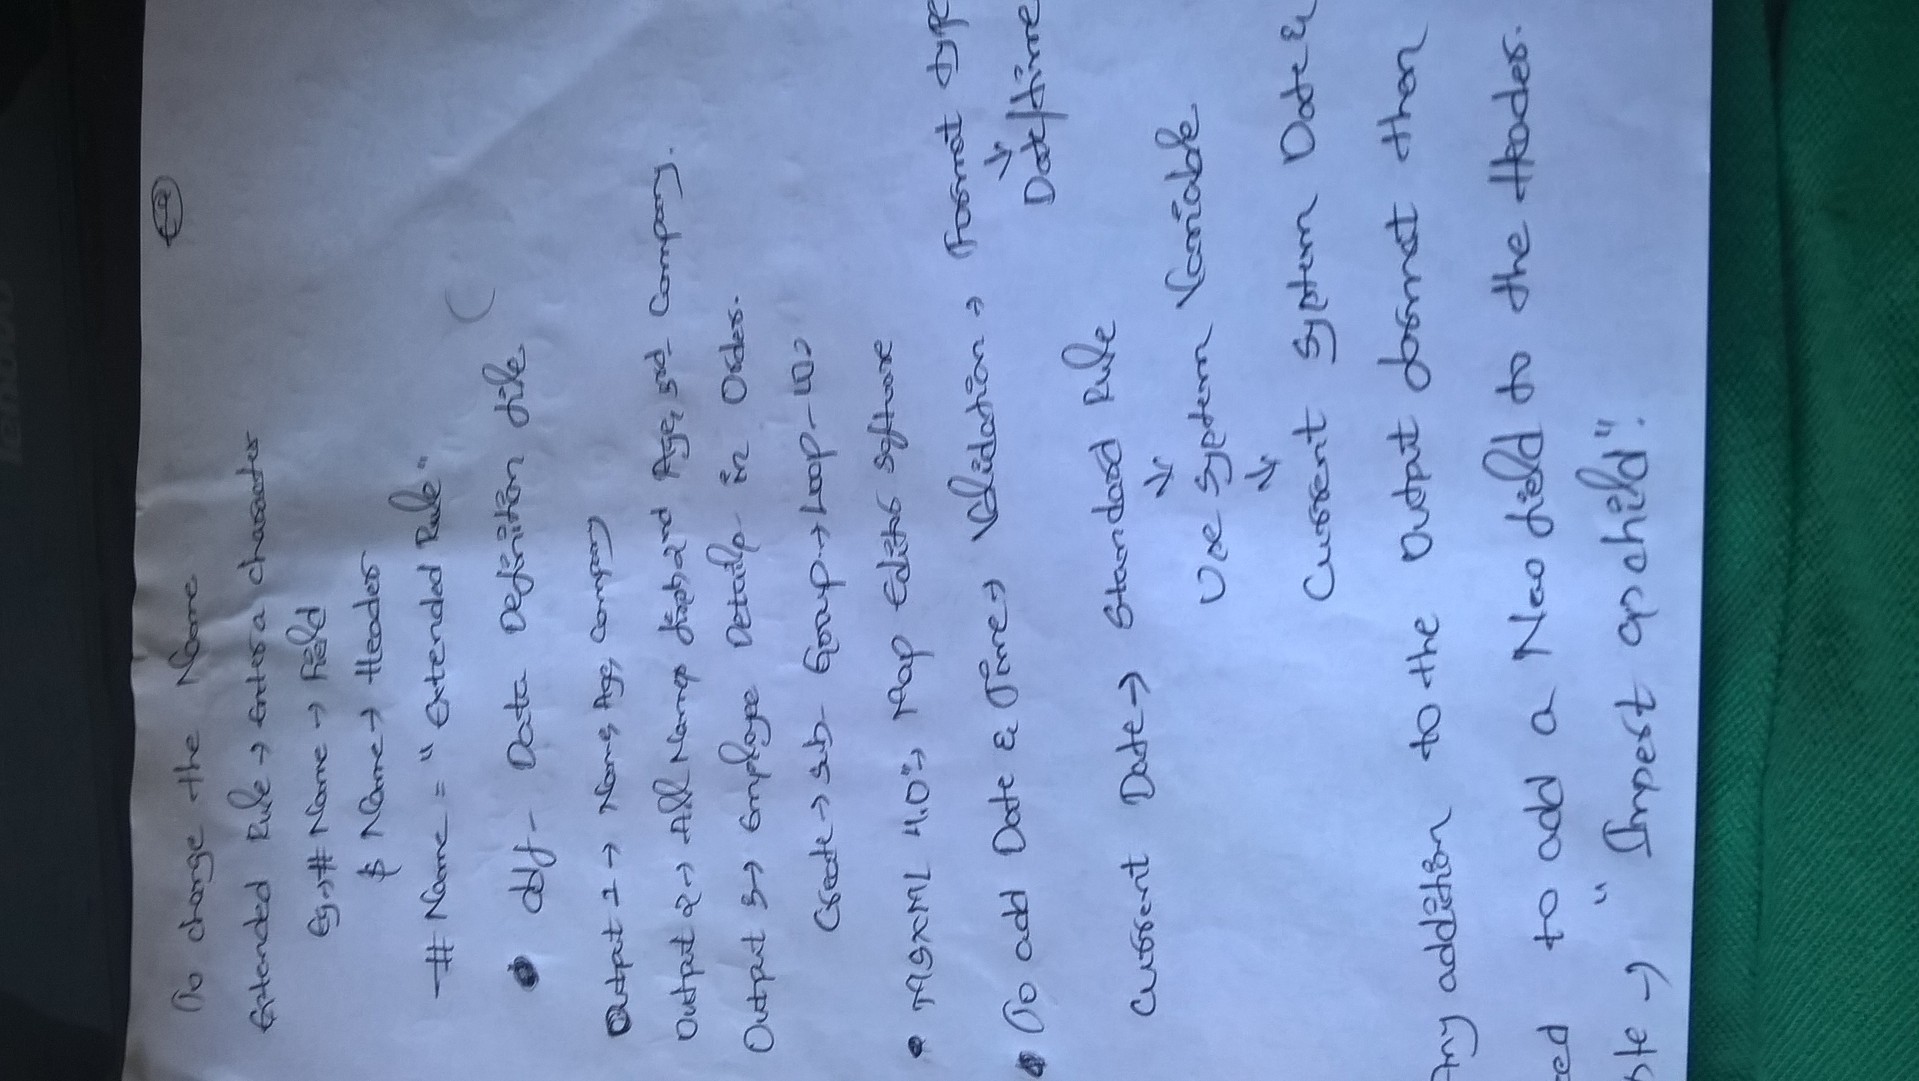 To change the Name
Extended Rule → Enter a character
Eg → # Name → Field
$ Name → Header
# Name = " Extended Rule"
ddf - Data Definition file
Output 1 → Name, Age, Company
Output 2 → All Names first, 2nd Age, 3rd Company.
Output 3 → Employee Details in Order.
Create → Sub Group → Loop - 10
MSXML 4.0 → Map Editor software
To add Date & Time → Validation → Format type
↓
Date/time
Current Date → Standard Rule
↓
Use System Variable
↓
Current System Date &
Any addition to the Output format then
to add a New field to the Header.
→ " Insert as child".